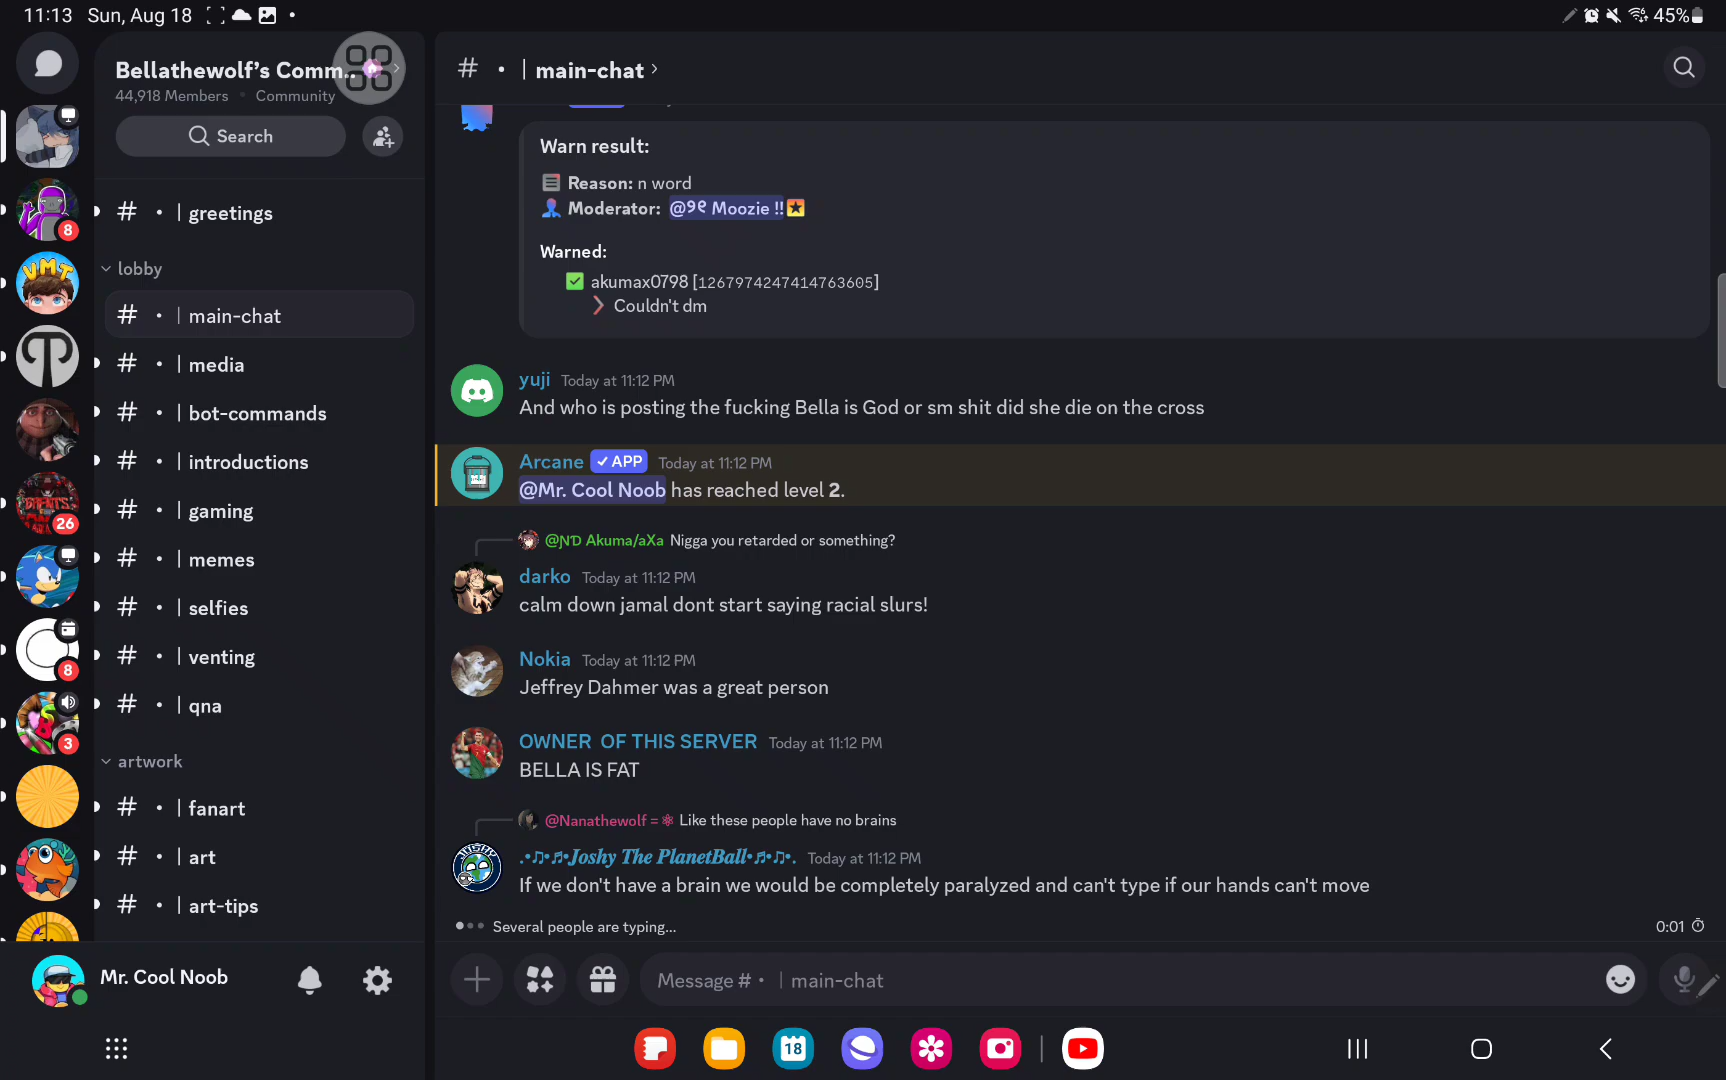 11:13 Sun, Aug 18
45%
Bellathewolf's Comm..
44,918 Members • Community
Search
# • | greetings
lobby
# • | main-chat
# • | media
# • | bot-commands
# • | introductions
# • | gaming
# • | memes
# • | selfies
# • | venting
# • | qna
artwork
# • | fanart
# • | art
# • | art-tips
8
VMT
26
8
3
Mr. Cool Noob
# • | main-chat
Warn result:
Reason: n word
Moderator: @୨୧ Moozie !!
Warned:
akumax0798 [1267974247414763605]
Couldn't dm
yuji Today at 11:12 PM
And who is posting the fucking Bella is God or sm shit did she die on the cross
Arcane ✓ APP Today at 11:12 PM
@Mr. Cool Noob has reached level 2.
@ƝƊ Akuma/aXa Nigga you retarded or something?
darko Today at 11:12 PM
calm down jamal dont start saying racial slurs!
Nokia Today at 11:12 PM
Jeffrey Dahmer was a great person
OWNER OF THIS SERVER Today at 11:12 PM
BELLA IS FAT
@Nanathewolf = ⚛ Like these people have no brains
.•♫•♬•Joshy The PlanetBall•♬•♫•. Today at 11:12 PM
If we don't have a brain we would be completely paralyzed and can't type if our hands can't move
Several people are typing...
0:01
Message # • | main-chat
18